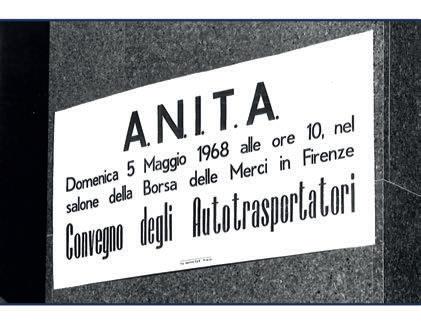 A.N.I.T.A.
Domenica 5 Maggio 1968 alle ore 10, nel
salone della Borsa delle Merci in Firenze
Convegno degli Autotrasportatori